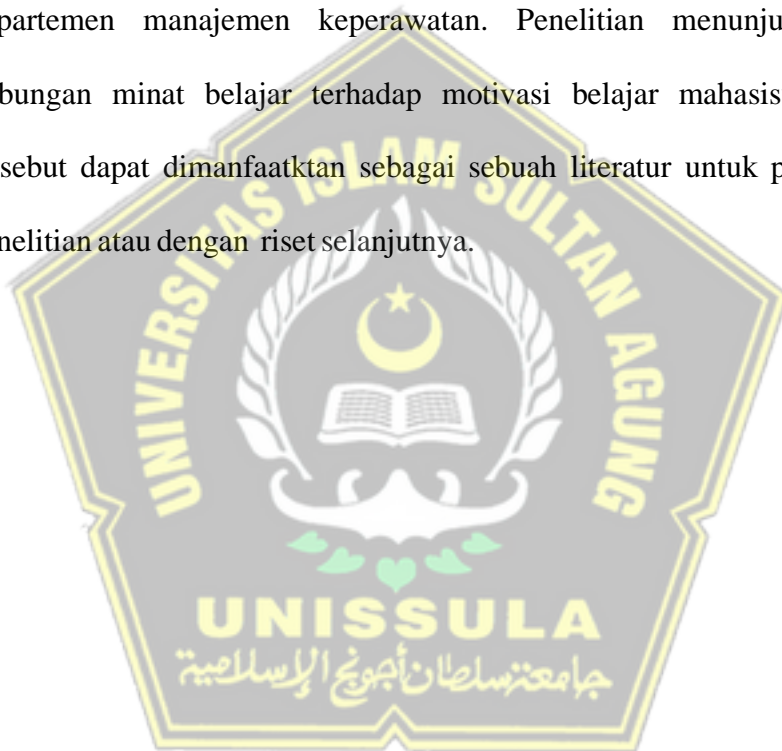 partemen manajemen keperawatan. Penelitian menunju
bungan minat belajar terhadap motivasi belajar mahasis
sebut dapat dimanfaatktan sebagai sebuah literatur untuk p
nelitian atau dengan riset selanjutnya.
UNIVERSITAS ISLAM SULTAN AGUNG
UNISSULA
جامعة سلطان أجونج الإسلامية